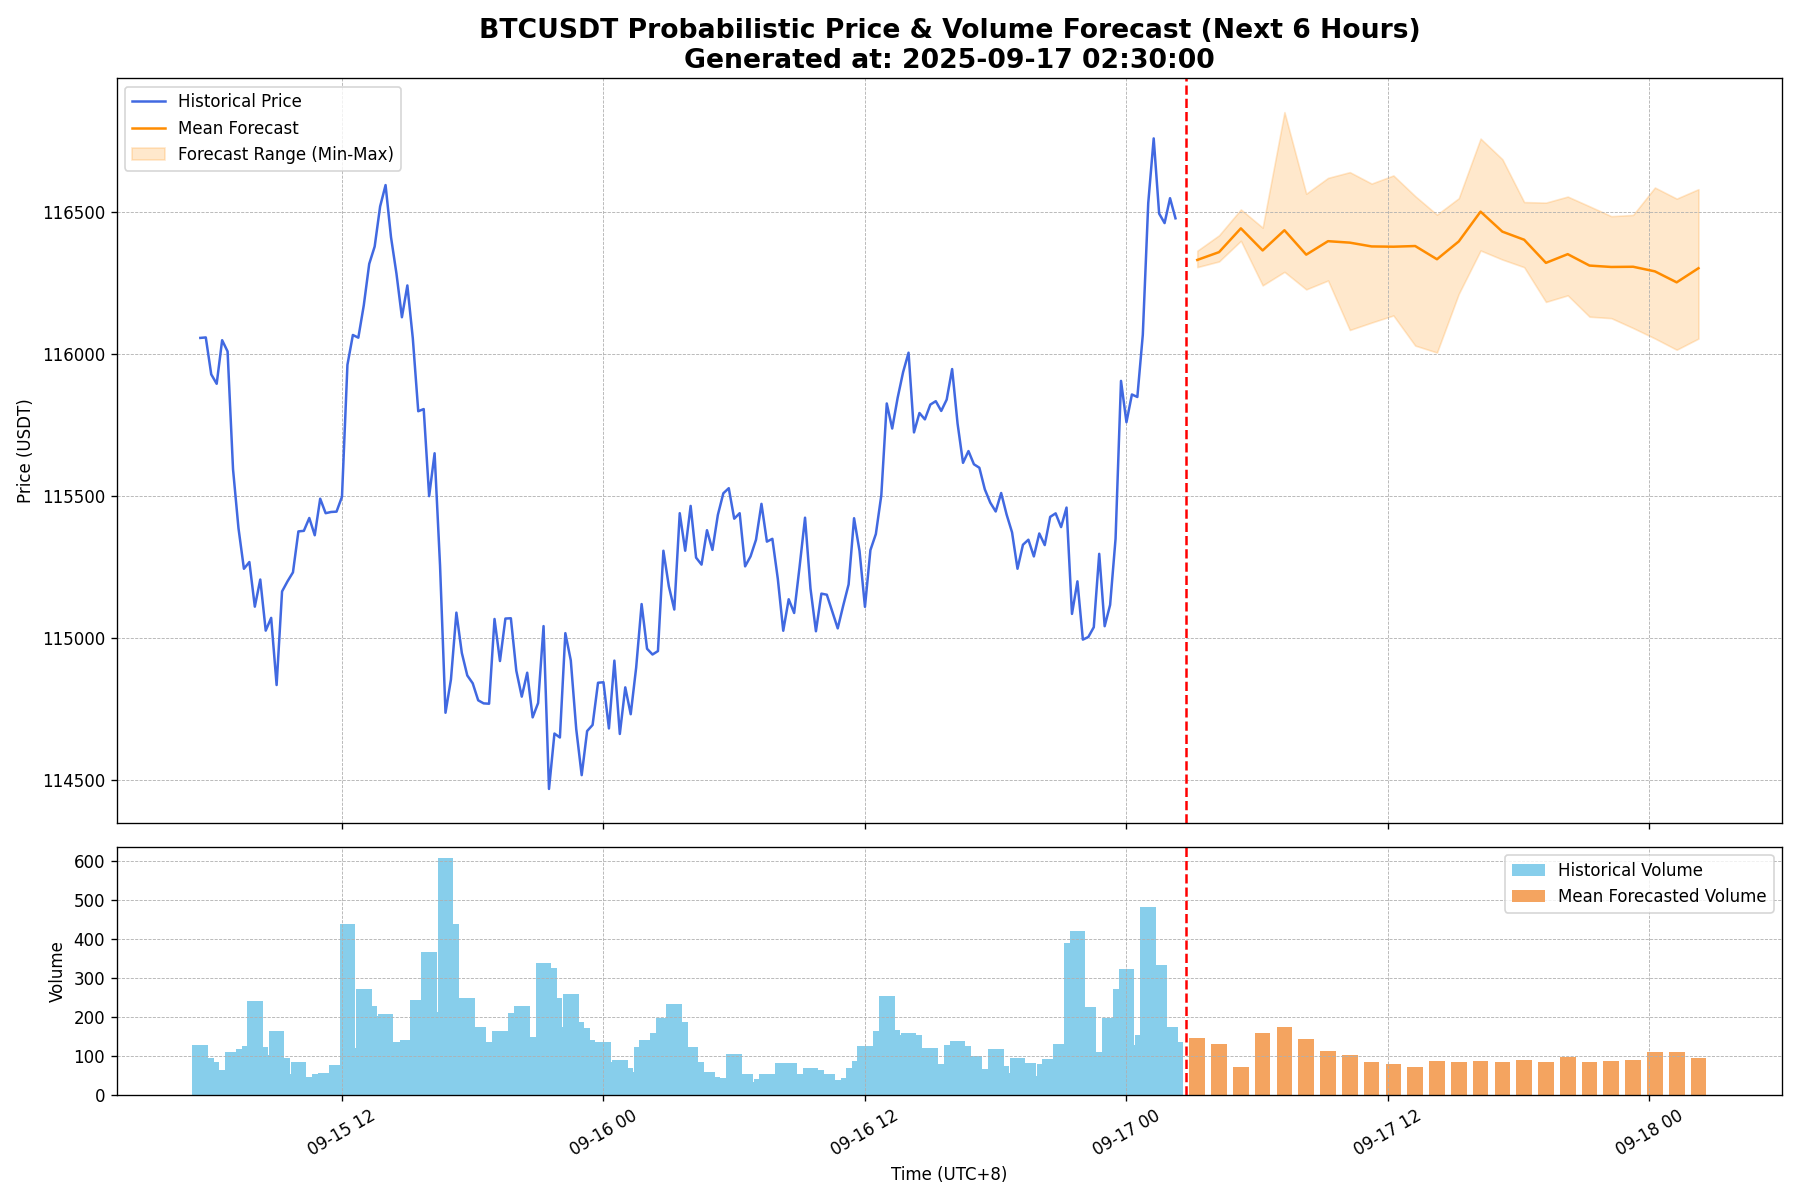 BTCUSDT Probabilistic Price & Volume Forecast (Next 6 Hours)
Generated at: 2025-09-17 02:30:00
Historical Price
Mean Forecast
Forecast Range (Min-Max)
116500
116000
115500
115000
114500
Price (USDT)
Historical Volume
Mean Forecasted Volume
600
500
400
300
200
100
0
Volume
09-15 12
09-16 00
09-16 12
09-17 00
09-17 12
09-18 00
Time (UTC+8)